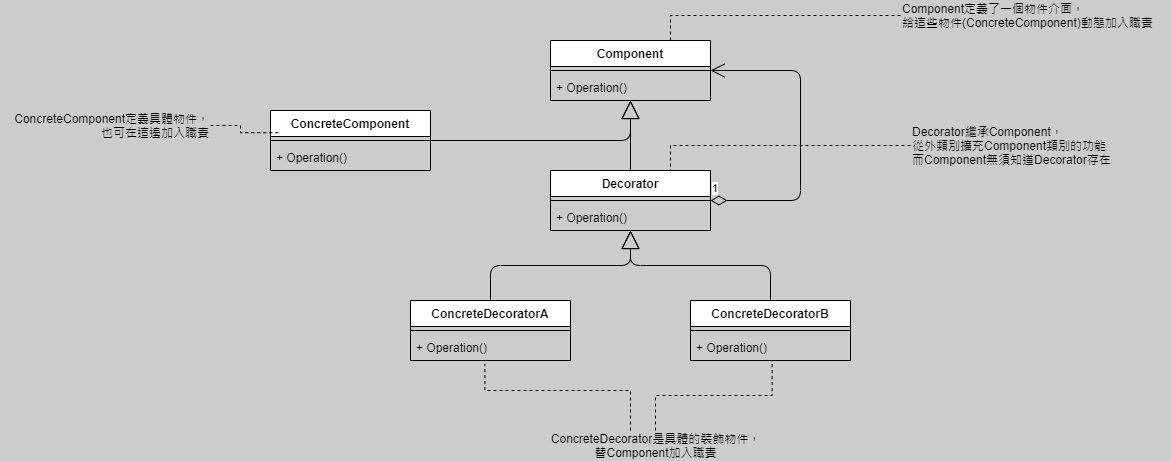 Component定義了一個物件介面，
給這些物件(ConcreteComponent)動態加入職責
Component
+ Operation()
ConcreteComponent定義具體物件，
也可在這邊加入職責
ConcreteComponent
+ Operation()
Decorator繼承Component，
從外類別擴充Component類別的功能
而Component無須知道Decorator存在
Decorator
1
+ Operation()
ConcreteDecoratorA
+ Operation()
ConcreteDecoratorB
+ Operation()
ConcreteDecorator是具體的裝飾物件，
替Component加入職責